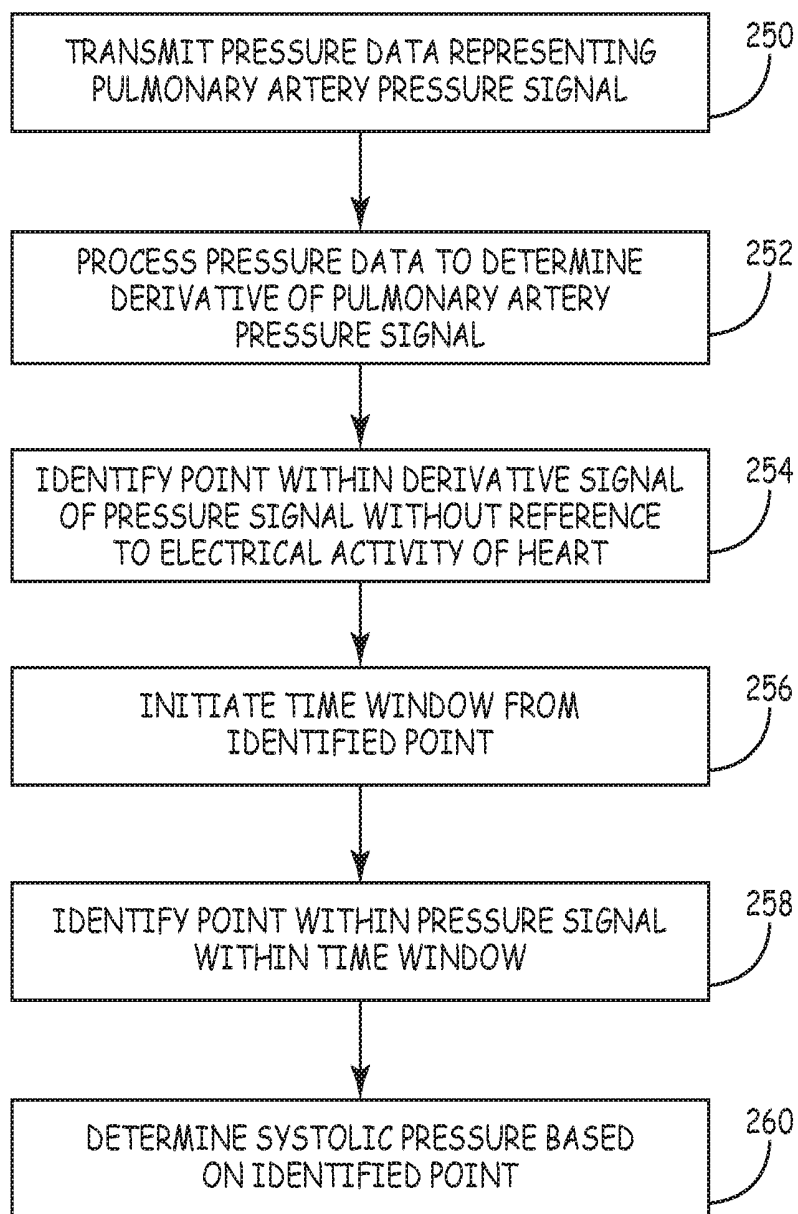 TRANSMIT PRESSURE DATA REPRESENTING
PULMONARY ARTERY PRESSURE SIGNAL
250
PROCESS PRESSURE DATA TO DETERMINE
DERIVATIVE OF PULMONARY ARTERY
PRESSURE SIGNAL
252
IDENTIFY POINT WITHIN DERIVATIVE SIGNAL
OF PRESSURE SIGNAL WITHOUT REFERENCE
TO ELECTRICAL ACTIVITY OF HEART
254
INITIATE TIME WINDOW FROM
IDENTIFIED POINT
256
IDENTIFY POINT WITHIN PRESSURE SIGNAL
WITHIN TIME WINDOW
258
DETERMINE SYSTOLIC PRESSURE BASED
ON IDENTIFIED POINT
260